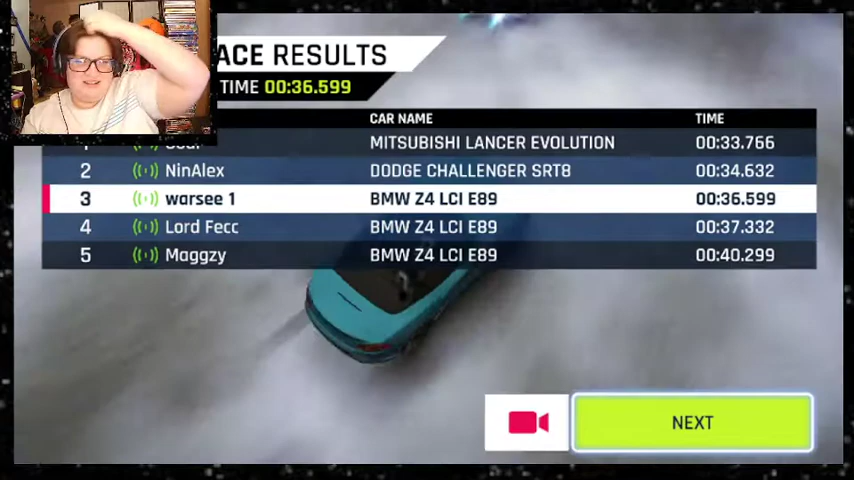 ACE RESULTS
TIME 00:36.599
CAR NAME TIME
MITSUBISHI LANCER EVOLUTION 00:33.766
2 NinAlex DODGE CHALLENGER SRT8 00:34.632
3 warsee 1 BMW Z4 LCI E89 00:36.599
4 Lord Fecc BMW Z4 LCI E89 00:37.332
5 Maggzy BMW Z4 LCI E89 00:40.299
NEXT